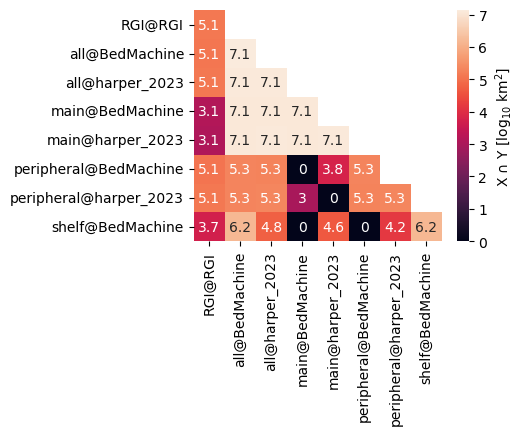 RGI@RGI 5.1
all@BedMachine 5.1 7.1
all@harper_2023 5.1 7.1 7.1
main@BedMachine 3.1 7.1 7.1 7.1
main@harper_2023 3.1 7.1 7.1 7.1 7.1
peripheral@BedMachine 5.1 5.3 5.3 0 3.8 5.3
peripheral@harper_2023 5.1 5.3 5.3 3 0 5.3 5.3
shelf@BedMachine 3.7 6.2 4.8 0 4.6 0 4.2 6.2
RGI@RGI
all@BedMachine
all@harper_2023
main@BedMachine
main@harper_2023
peripheral@BedMachine
peripheral@harper_2023
shelf@BedMachine
7
6
5
4
3
2
1
0
X ∩ Y [log₁₀ km²]